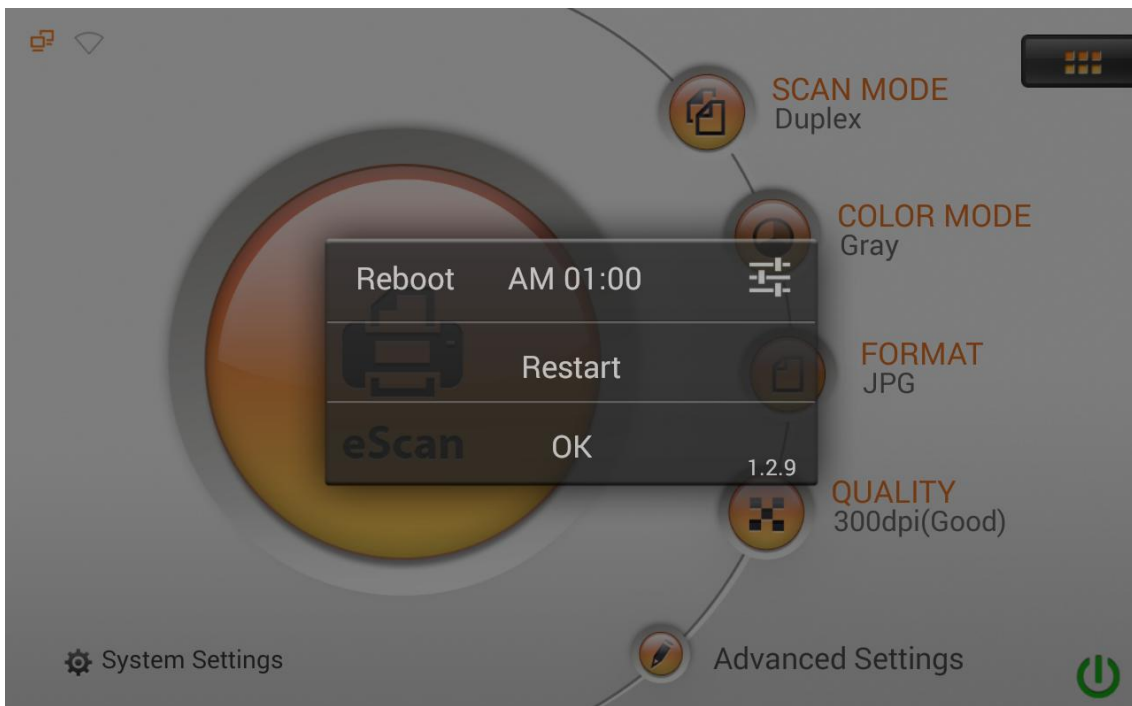 SCAN MODE
Duplex
COLOR MODE
Gray
Reboot AM 01:00
Restart
FORMAT
JPG
eScan
OK
1.2.9
QUALITY
300dpi(Good)
System Settings
Advanced Settings